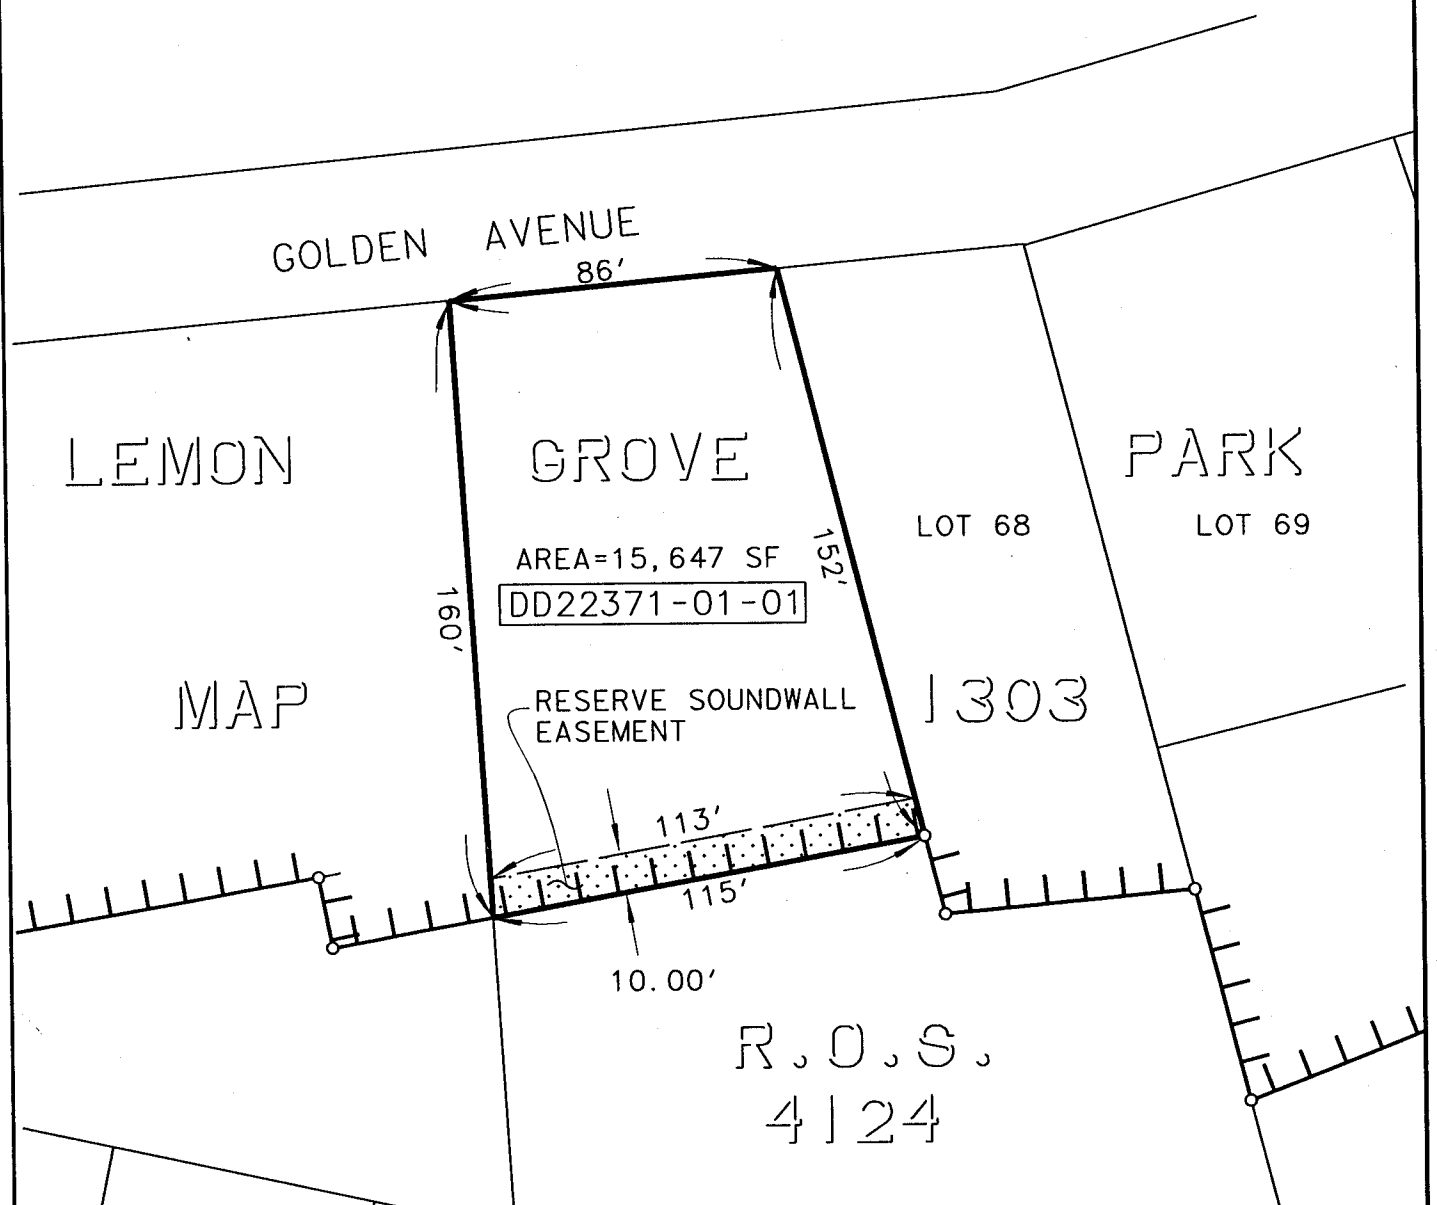 GOLDEN AVENUE
86'
LEMON GROVE PARK
LOT 68
LOT 69
AREA=15,647 SF
152'
DD22371-01-01
160'
MAP 1303
RESERVE SOUNDWALL
EASEMENT
113'
115'
10.00'
R.O.S.
4124